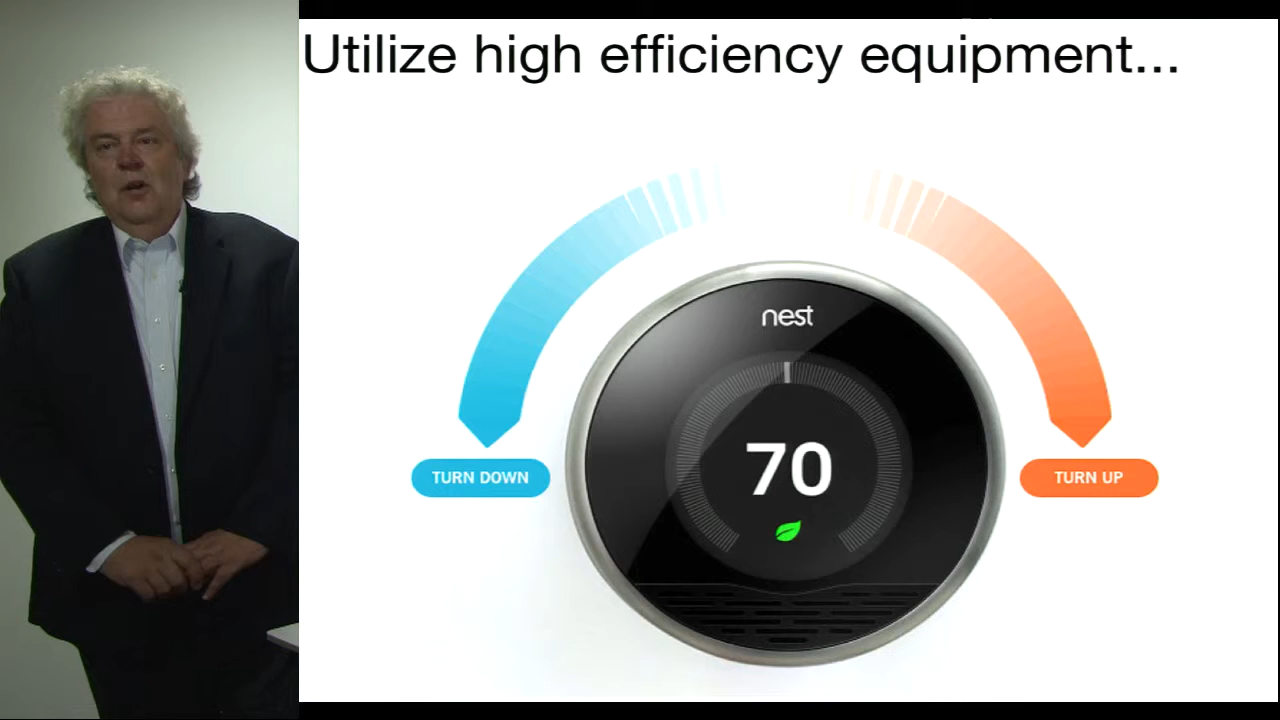 Utilize high efficiency equipment...
nest
70
TURN DOWN
TURN UP